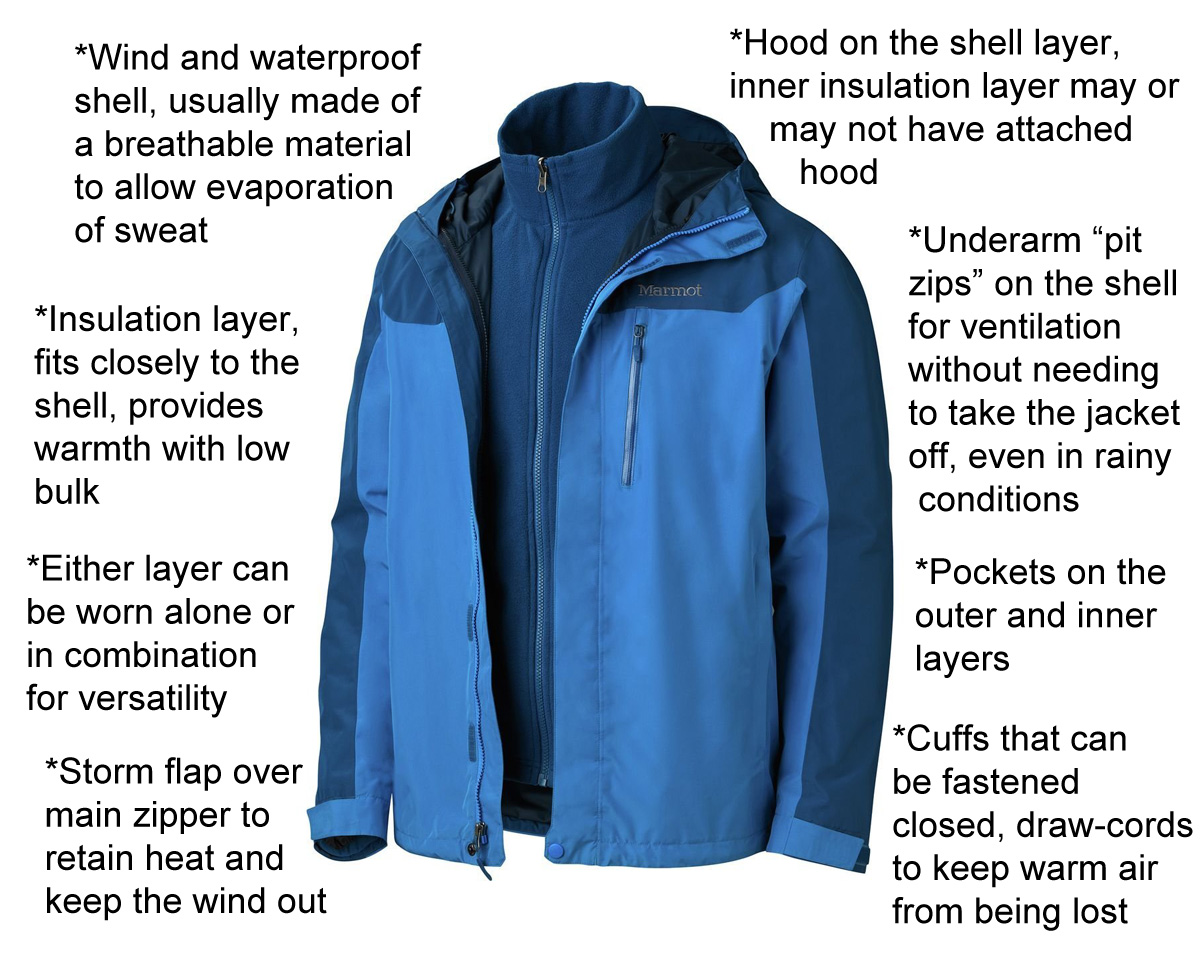 *Wind and waterproof
shell, usually made of
a breathable material
to allow evaporation
of sweat
*Hood on the shell layer,
inner insulation layer may or
may not have attached
hood
*Insulation layer,
fits closely to the
shell, provides
warmth with low
bulk
Marmot
*Underarm “pit
zips” on the shell
for ventilation
without needing
to take the jacket
off, even in rainy
conditions
*Either layer can
be worn alone or
in combination
for versatility
*Pockets on the
outer and inner
layers
*Storm flap over
main zipper to
retain heat and
keep the wind out
*Cuffs that can
be fastened
closed, draw-cords
to keep warm air
from being lost